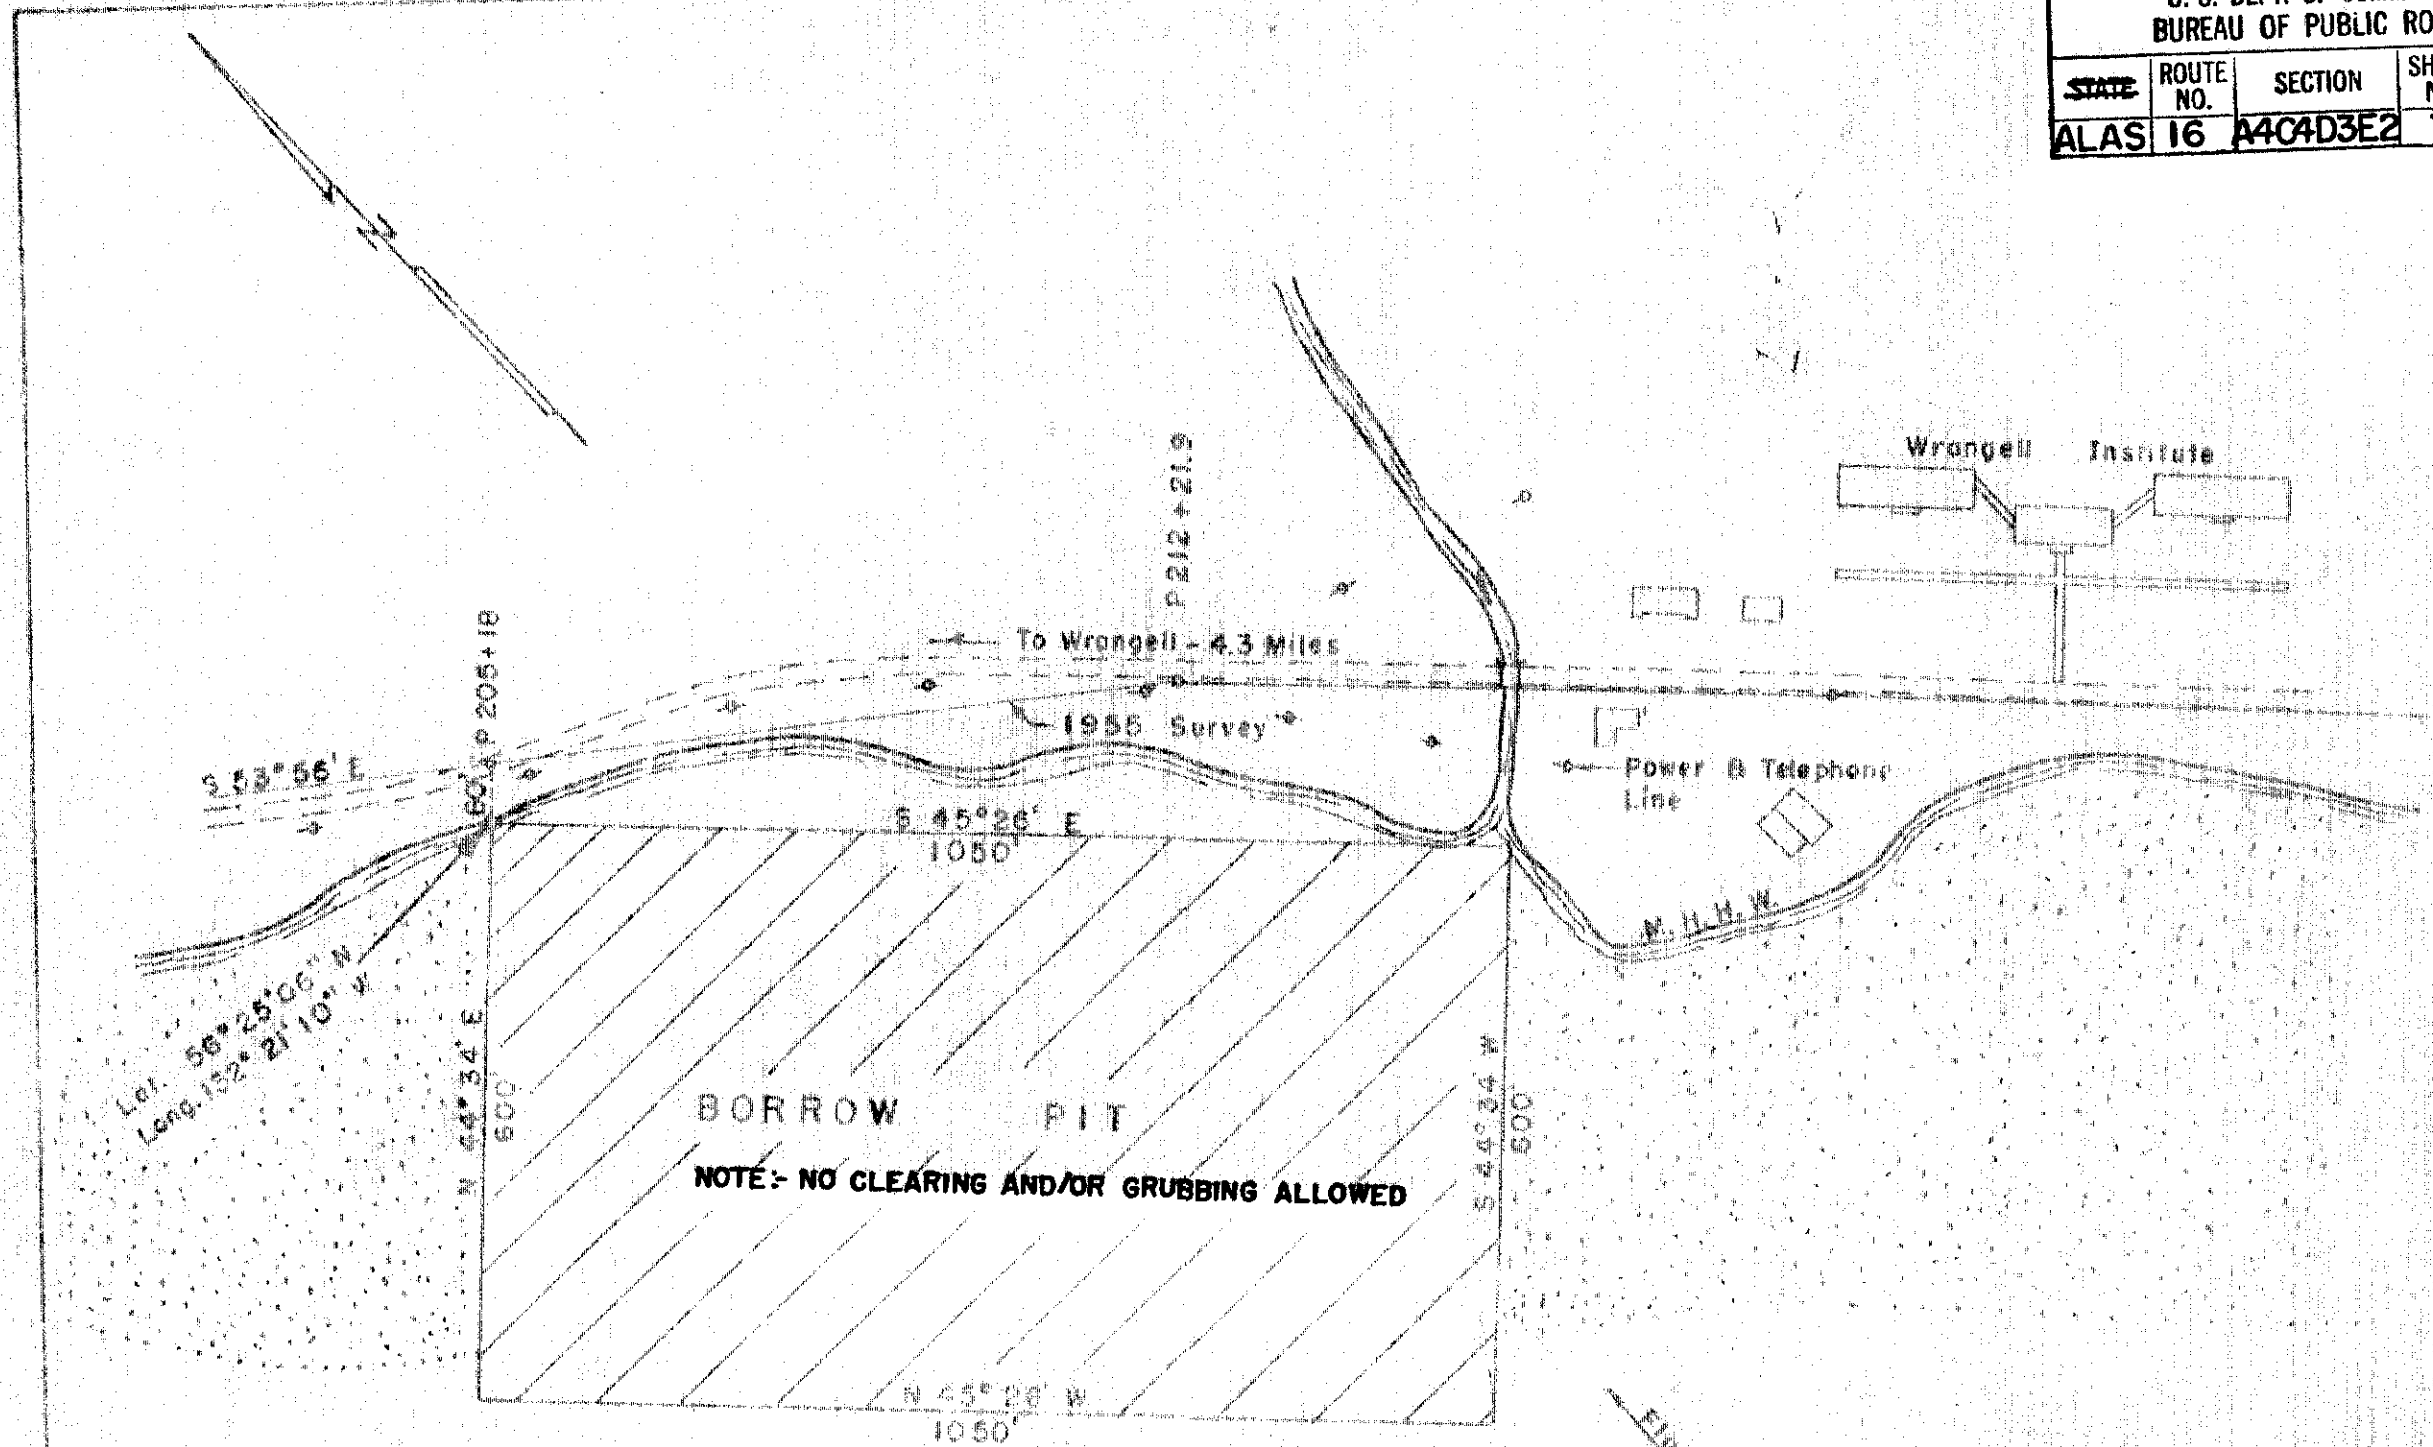 BUREAU OF PUBLIC
STATE
ROUTE NO.
SECTION
ALAS
16
A4C4D3E2
N
Wrangell Institute
P 212 + 21.9
To Wrangell - 4.3 Miles
P 205+18
1955 Survey
60'
Power & Telephone
Line
S 53°56' E
S 45°26' E
1050'
M. H. H. W.
Lat. 56° 25' 06" N
Long. 132° 21' 10" W
N 44° 34' E
600'
S 44° 34' W
600'
BORROW PIT
NOTE:- NO CLEARING AND/OR GRUBBING ALLOWED
N 45° 26' W
1050'